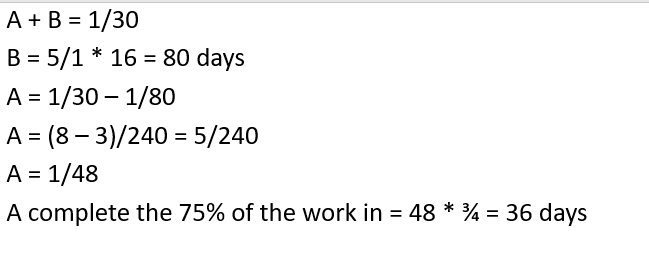 A + B = 1/30
B = 5/1 * 16 = 80 days
A = 1/30 – 1/80
A = (8 – 3)/240 = 5/240
A = 1/48
A complete the 75% of the work in = 48 * ¾ = 36 days